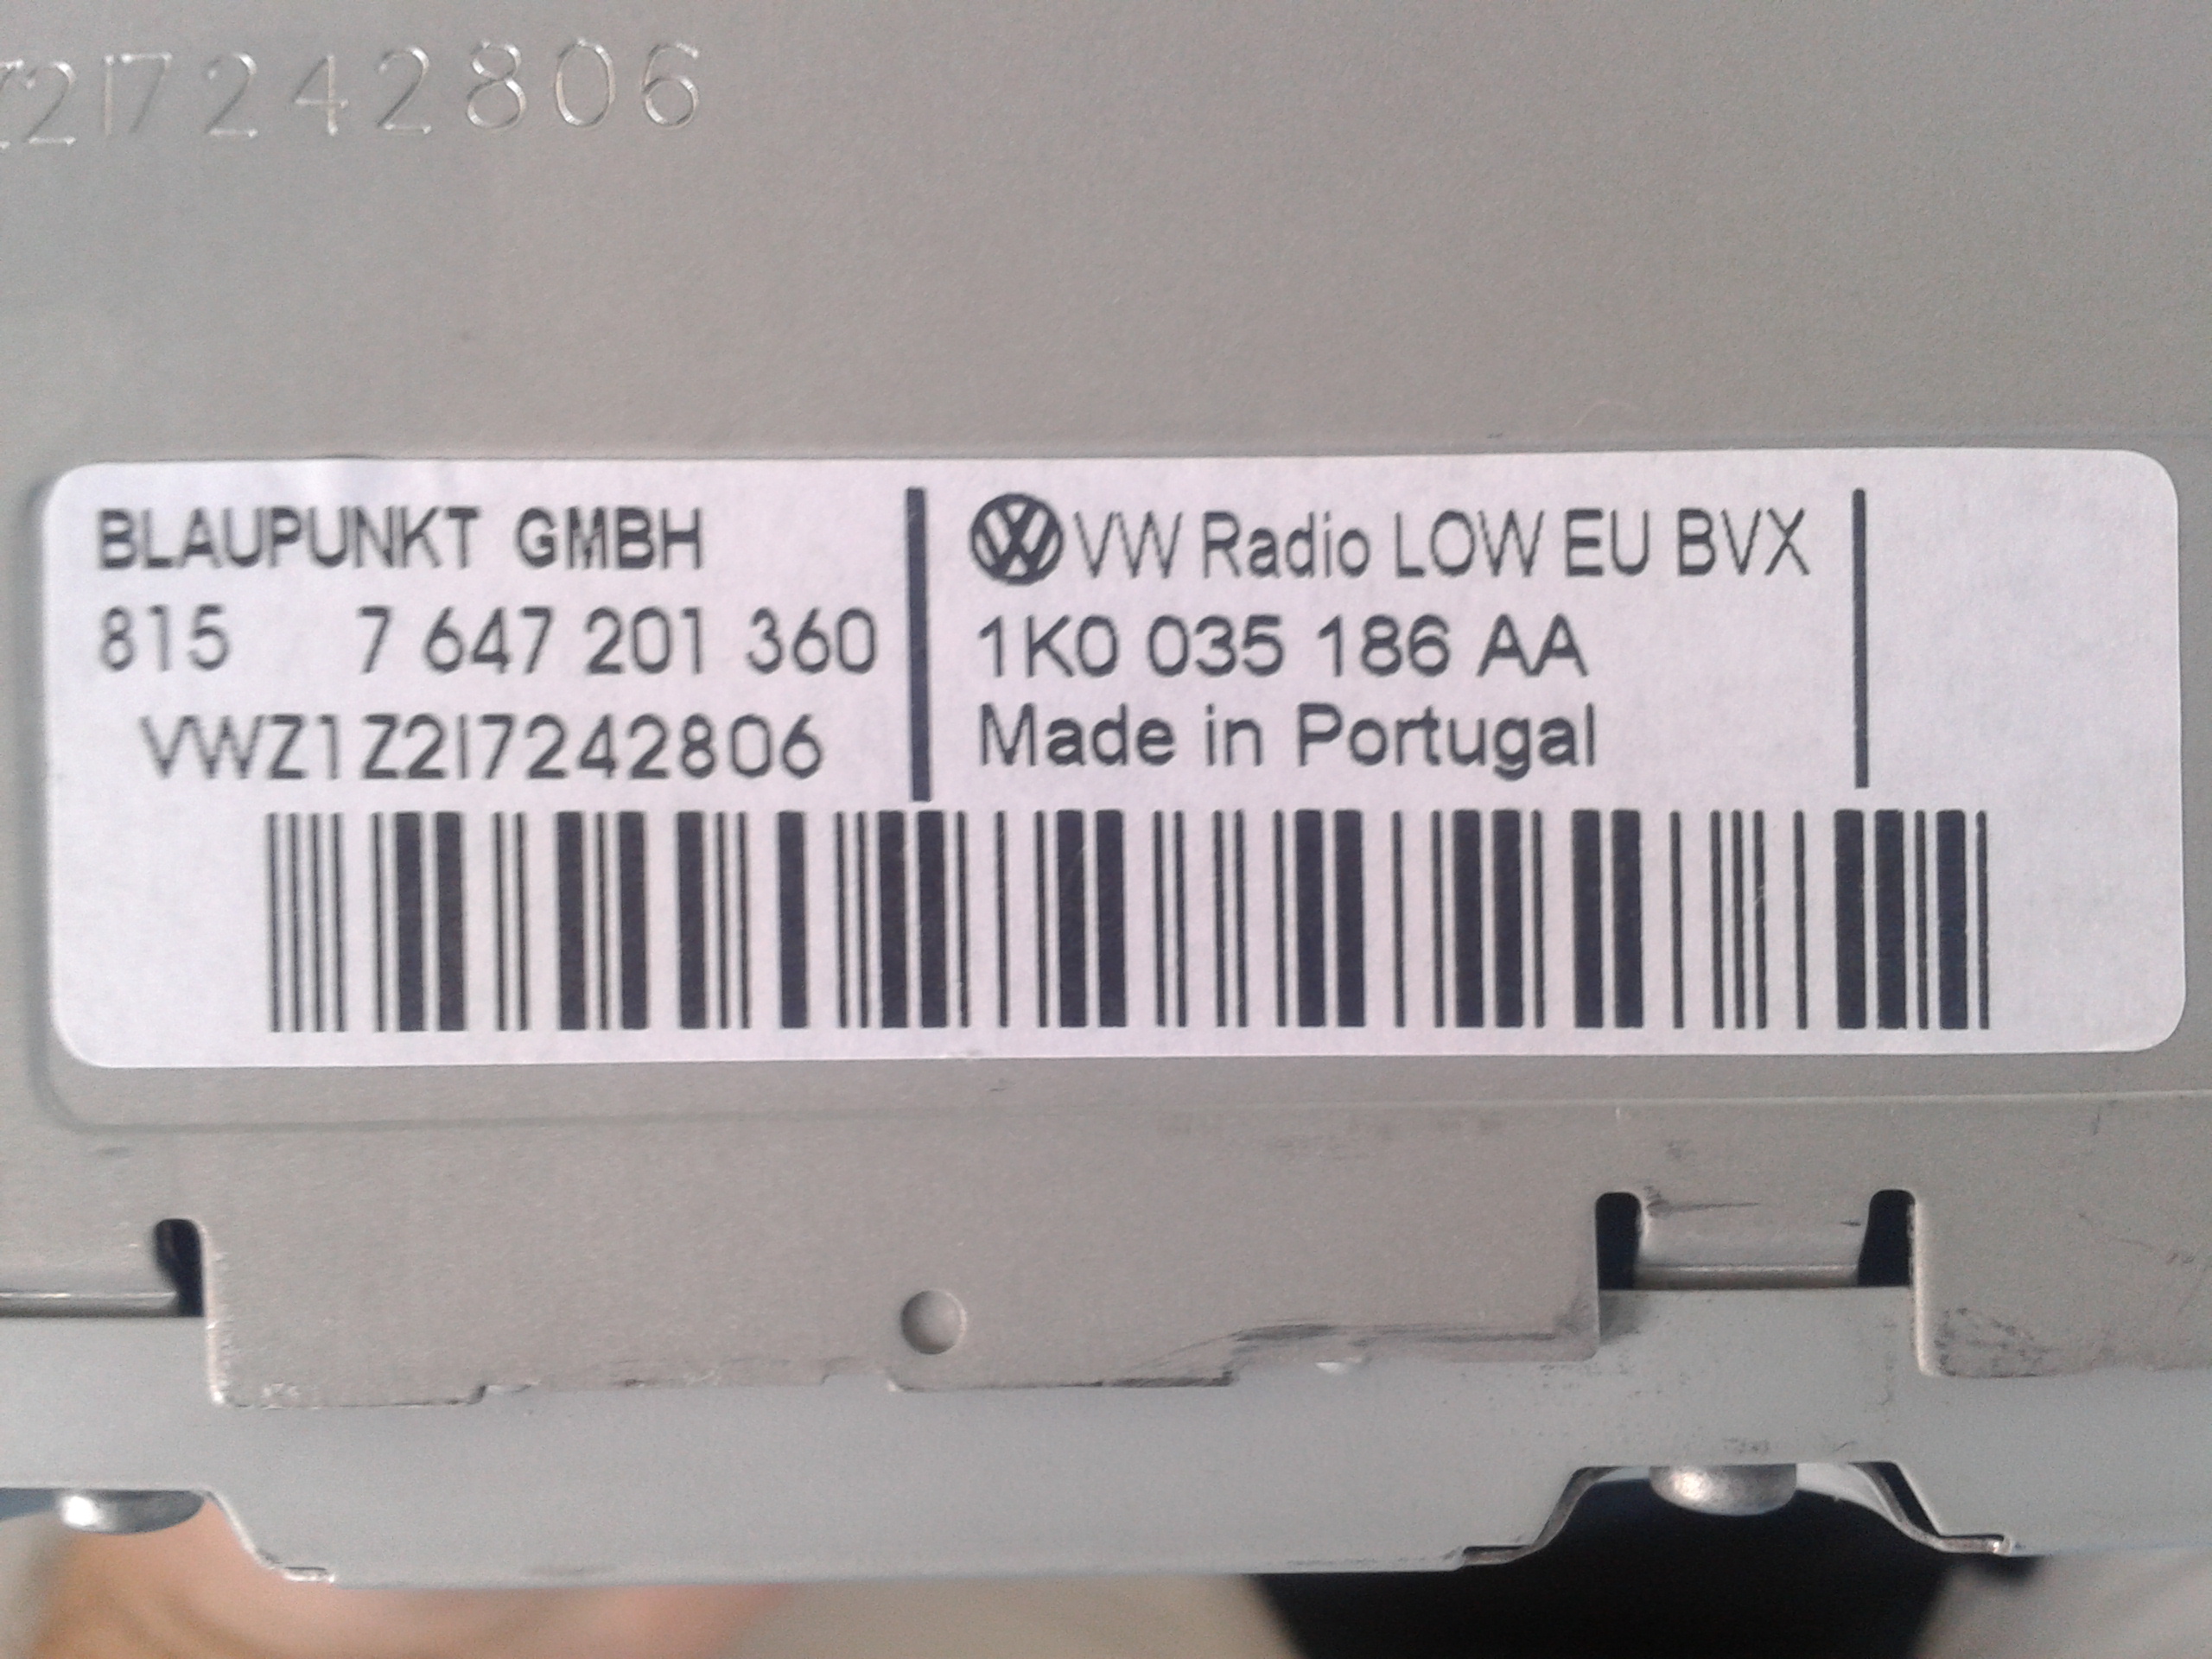 Z2I7242806
BLAUPUNKT GMBH
815 7 647 201 360
VWZ1Z2I7242806
VW Radio LOW EU BVX
1K0 035 186 AA
Made in Portugal